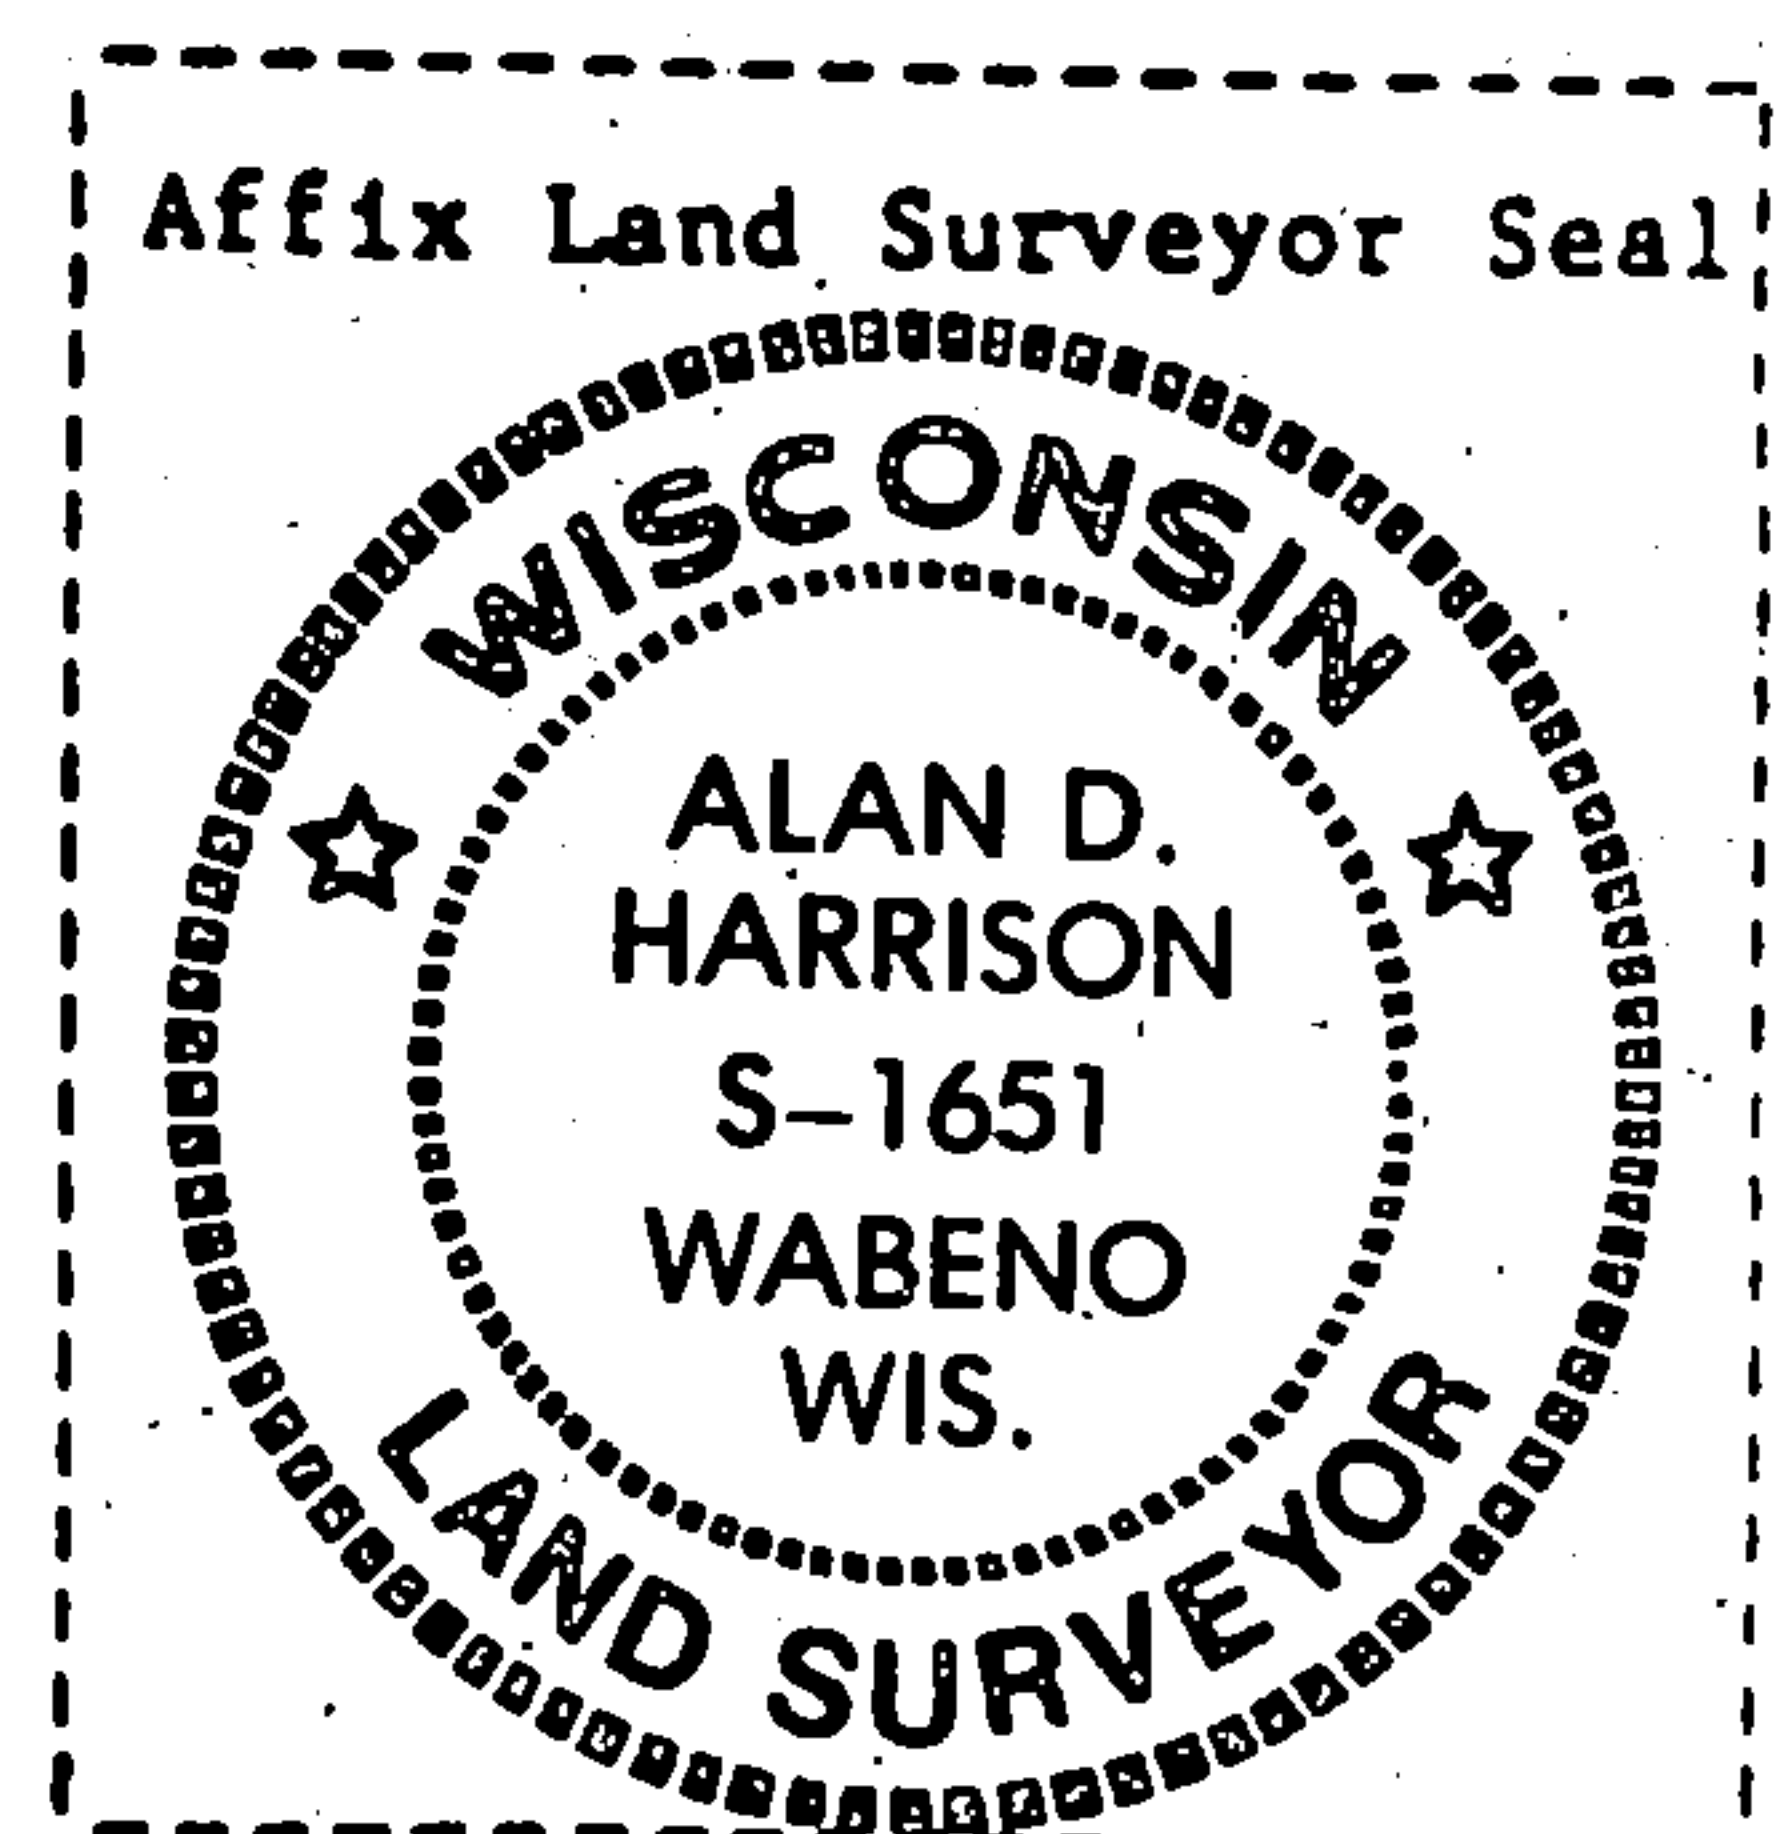 Affix Land Surveyor Seal
WISCONSIN
ALAN D.
HARRISON
S-1651
WABENO
WIS.
LAND SURVEYOR